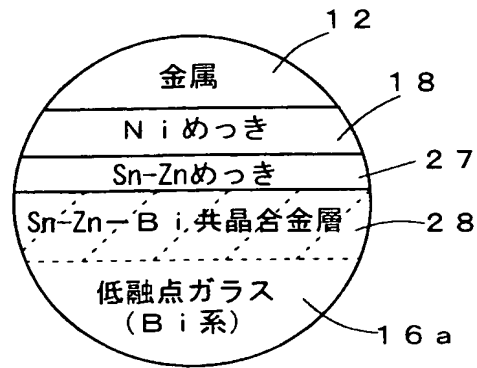 １２
金属
１８
Ｎｉめっき
２７
Sn-Znめっき
Sn-Zn－Ｂｉ共晶合金層
２８
低融点ガラス
（Ｂｉ系）
１６ａ